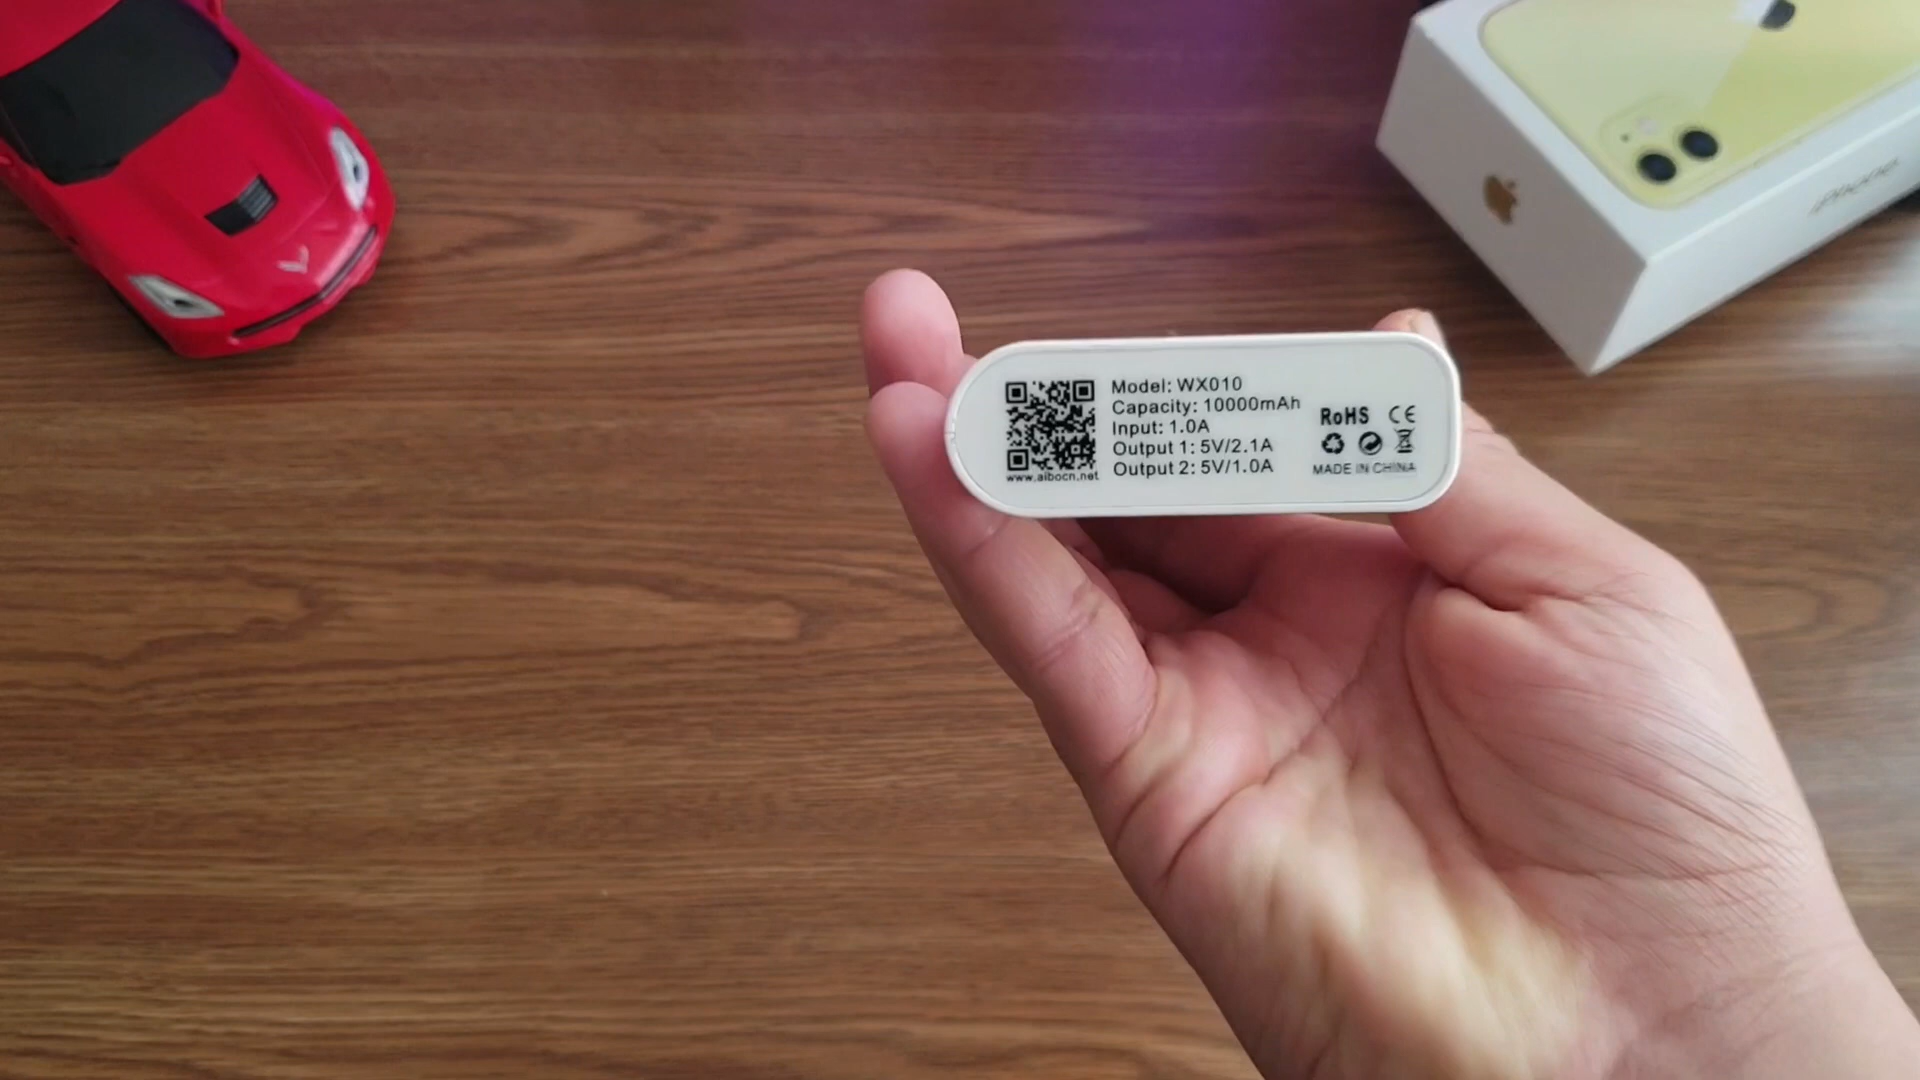 Model: WX010
Capacity: 10000mAh
Input: 1.0A
Output 1: 5V/2.1A
Output 2: 5V/1.0A
www.aibocn.net
RoHS CE
MADE IN CHINA
iPhone